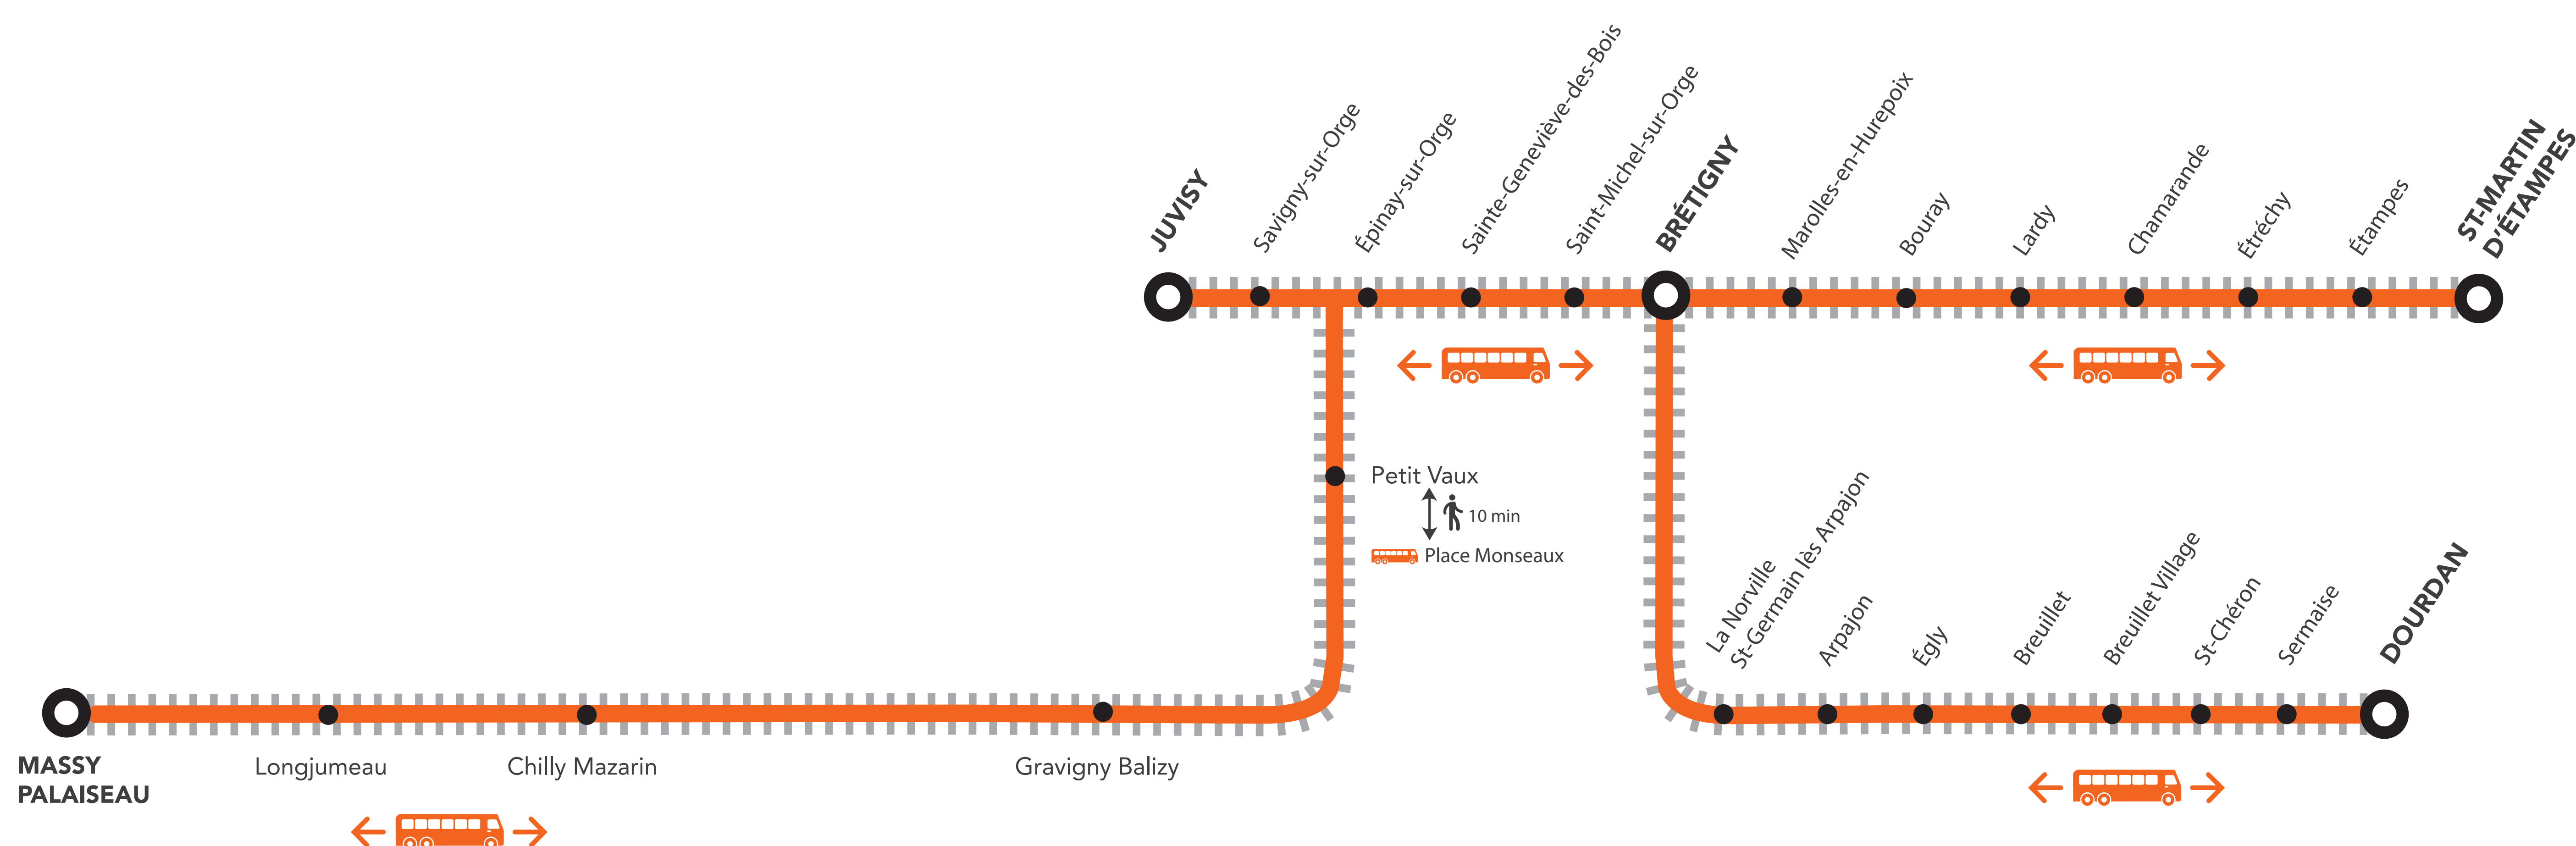 JUVISY
Savigny-sur-Orge
Épinay-sur-Orge
Sainte-Geneviève-des-Bois
Saint-Michel-sur-Orge
BRÉTIGNY
Marolles-en-Hurepoix
Bouray
Lardy
Chamarande
Étréchy
Étampes
ST-MARTIN
D'ÉTAMPES
Petit Vaux
10 min
Place Monseaux
La Norville
St-Germain lès Arpajon
Arpajon
Égly
Breuillet
Breuillet Village
St-Chéron
Sermaise
DOURDAN
MASSY
PALAISEAU
Longjumeau
Chilly Mazarin
Gravigny Balizy